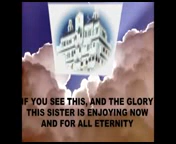 IF YOU SEE THIS, AND THE GLORY
THIS SISTER IS ENJOYING NOW
AND FOR ALL ETERNITY